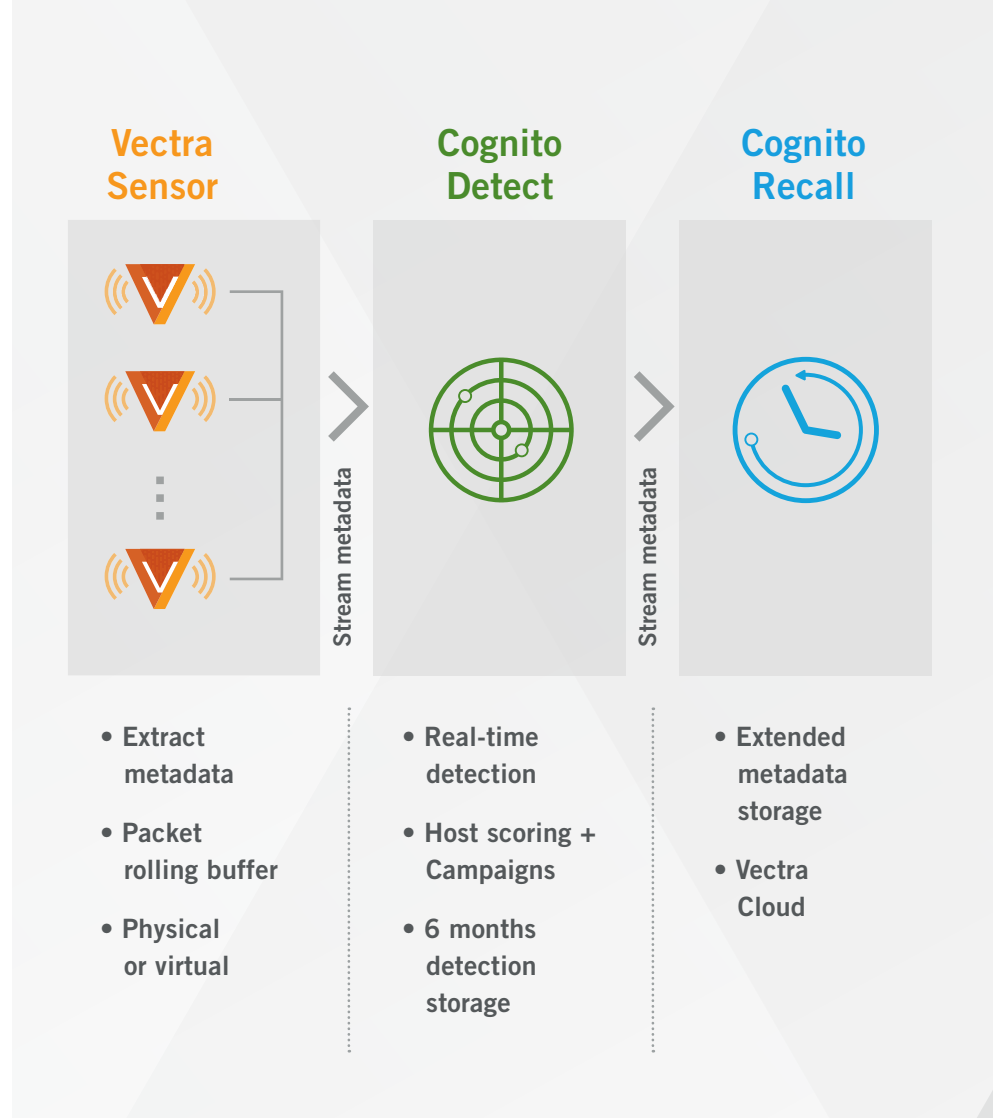 Vectra
Sensor
Cognito
Detect
Cognito
Recall
V
V
V
Stream metadata
Stream metadata
• Extract
metadata
• Packet
rolling buffer
• Physical
or virtual
• Real-time
detection
• Host scoring +
Campaigns
• 6 months
detection
storage
• Extended
metadata
storage
• Vectra
Cloud